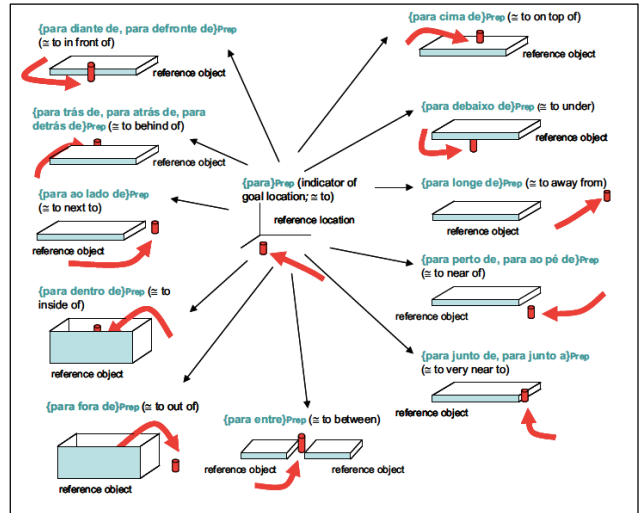 {para diante de, para defronte de}Prep
(≅ to in front of)
reference object
{para trás de, para atrás de, para
detrás de}Prep (≅ to behind of)
reference object
{para ao lado de}Prep
(≅ to next to)
reference object
{para dentro de}Prep (≅ to
inside of)
reference object
{para fora de}Prep (≅ to out of)
reference object
{para entre}Prep (≅ to between)
reference object
reference object
{para}Prep (indicator of
goal location; ≅ to)
reference location
{para cima de}Prep (≅ to on top of)
reference object
{para debaixo de}Prep (≅ to under)
reference object
{para longe de}Prep (≅ to away from)
reference object
{para perto de, para ao pé de}Prep
(≅ to near of)
reference object
{para junto de, para junto a}Prep
(≅ to very near to)
reference object